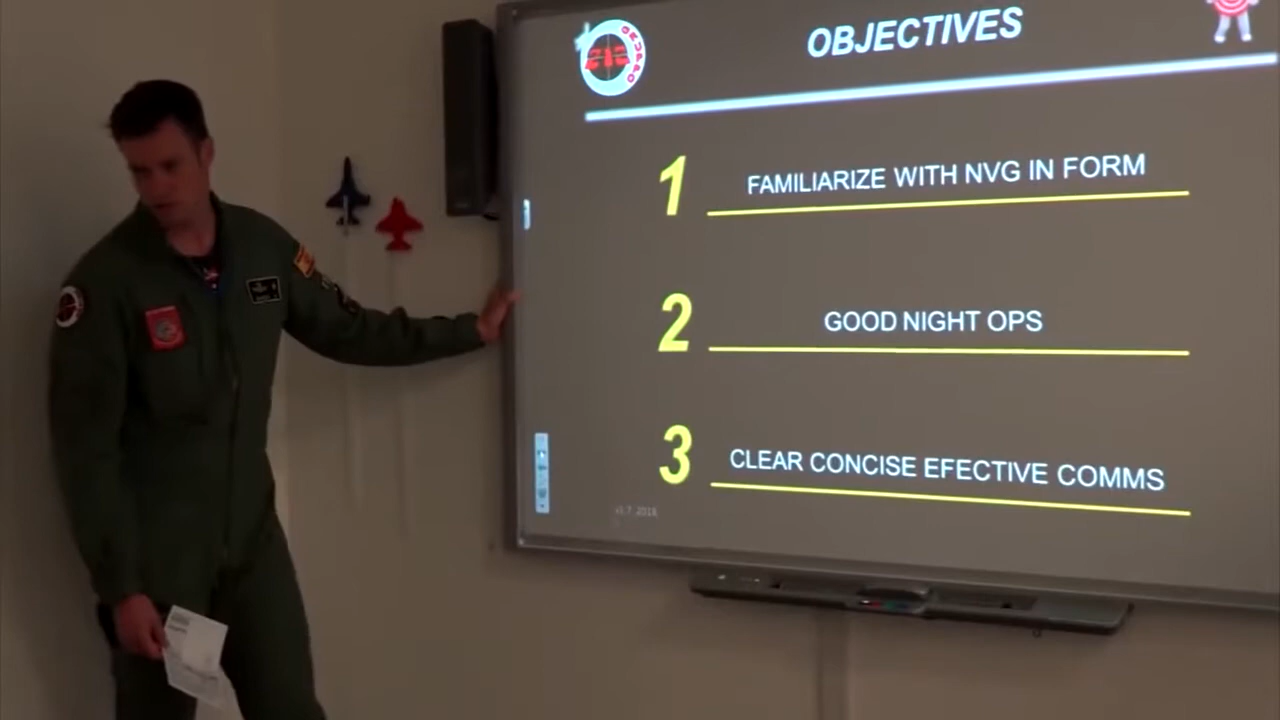 OBJECTIVES
1 FAMILIARIZE WITH NVG IN FORM
2 GOOD NIGHT OPS
3 CLEAR CONCISE EFECTIVE COMMS